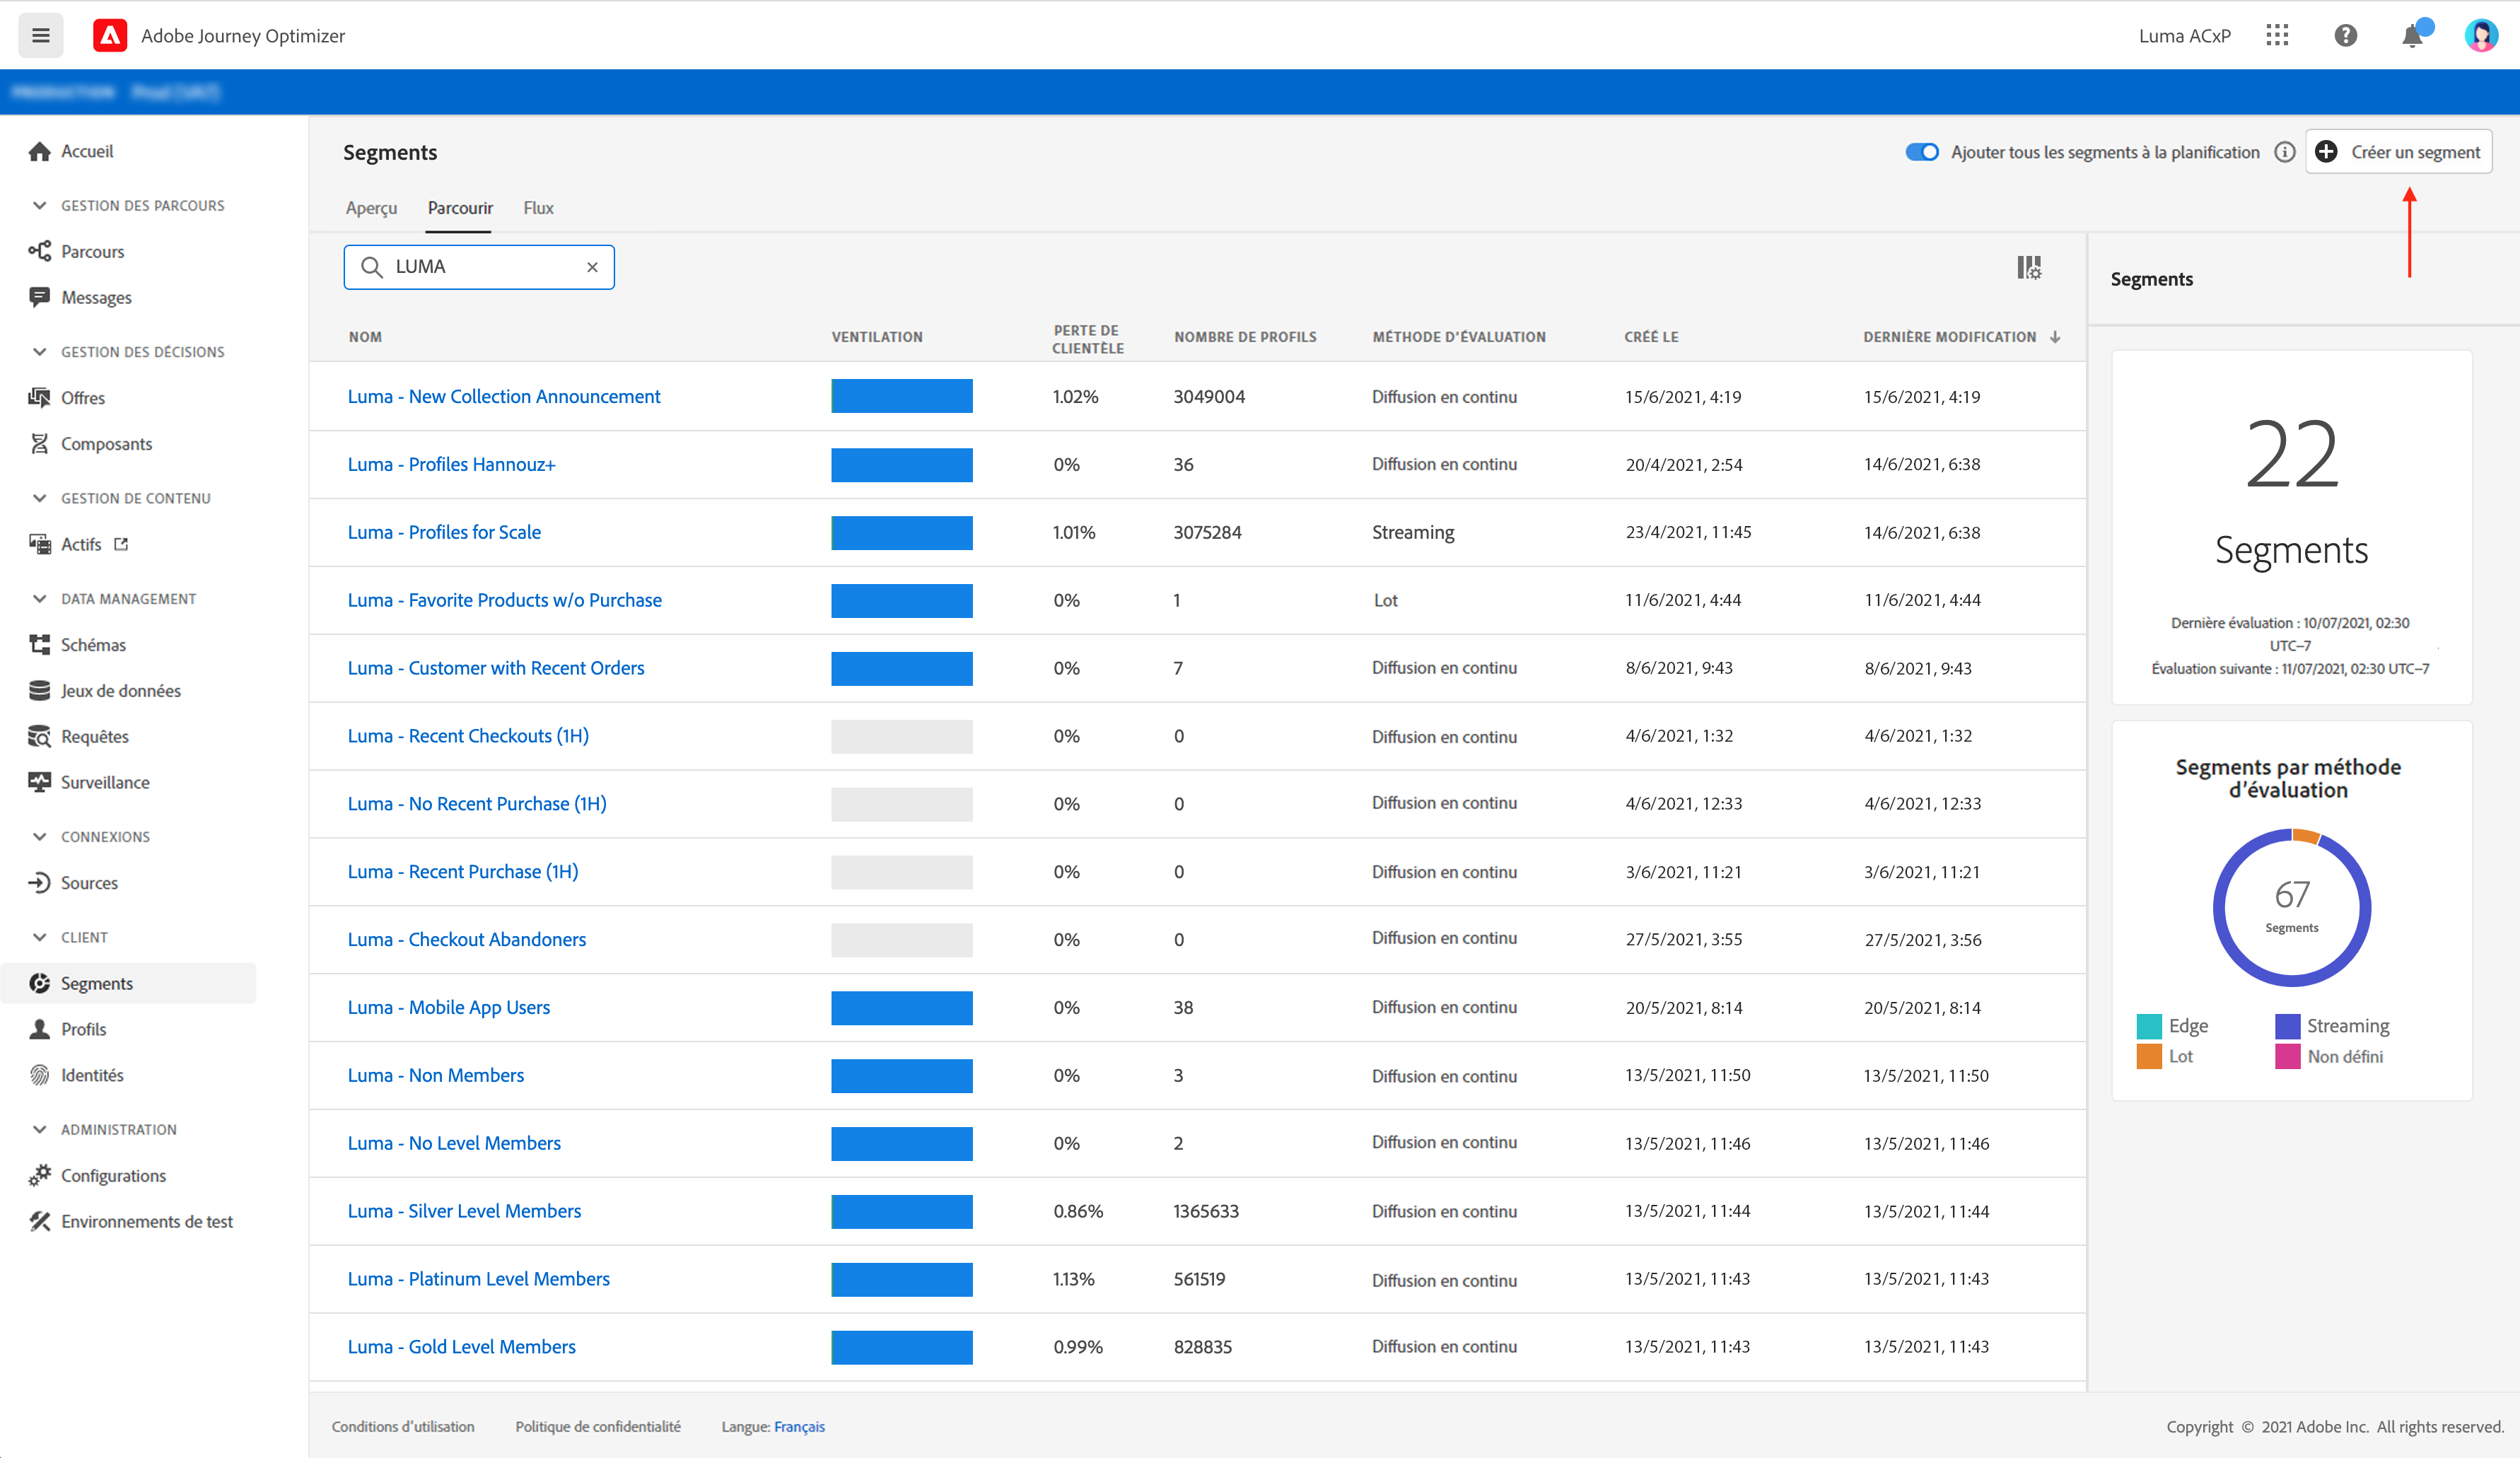 Adobe Journey Optimizer
Luma ACxP
Accueil
GESTION DES PARCOURS
Parcours
Messages
GESTION DES DÉCISIONS
Offres
Composants
GESTION DE CONTENU
Actifs
DATA MANAGEMENT
Schémas
Jeux de données
Requêtes
Surveillance
CONNEXIONS
Sources
CLIENT
Segments
Profils
Identités
ADMINISTRATION
Configurations
Environnements de test
Segments
Ajouter tous les segments à la planification
Créer un segment
Aperçu Parcourir Flux
LUMA
NOM VENTILATION PERTE DE CLIENTÈLE NOMBRE DE PROFILS MÉTHODE D'ÉVALUATION CRÉÉ LE DERNIÈRE MODIFICATION
Luma - New Collection Announcement 1.02% 3049004 Diffusion en continu 15/6/2021, 4:19 15/6/2021, 4:19
Luma - Profiles Hannouz+ 0% 36 Diffusion en continu 20/4/2021, 2:54 14/6/2021, 6:38
Luma - Profiles for Scale 1.01% 3075284 Streaming 23/4/2021, 11:45 14/6/2021, 6:38
Luma - Favorite Products w/o Purchase 0% 1 Lot 11/6/2021, 4:44 11/6/2021, 4:44
Luma - Customer with Recent Orders 0% 7 Diffusion en continu 8/6/2021, 9:43 8/6/2021, 9:43
Luma - Recent Checkouts (1H) 0% 0 Diffusion en continu 4/6/2021, 1:32 4/6/2021, 1:32
Luma - No Recent Purchase (1H) 0% 0 Diffusion en continu 4/6/2021, 12:33 4/6/2021, 12:33
Luma - Recent Purchase (1H) 0% 0 Diffusion en continu 3/6/2021, 11:21 3/6/2021, 11:21
Luma - Checkout Abandoners 0% 0 Diffusion en continu 27/5/2021, 3:55 27/5/2021, 3:56
Luma - Mobile App Users 0% 38 Diffusion en continu 20/5/2021, 8:14 20/5/2021, 8:14
Luma - Non Members 0% 3 Diffusion en continu 13/5/2021, 11:50 13/5/2021, 11:50
Luma - No Level Members 0% 2 Diffusion en continu 13/5/2021, 11:46 13/5/2021, 11:46
Luma - Silver Level Members 0.86% 1365633 Diffusion en continu 13/5/2021, 11:44 13/5/2021, 11:44
Luma - Platinum Level Members 1.13% 561519 Diffusion en continu 13/5/2021, 11:43 13/5/2021, 11:43
Luma - Gold Level Members 0.99% 828835 Diffusion en continu 13/5/2021, 11:43 13/5/2021, 11:43
Segments
22
Segments
Dernière évaluation : 10/07/2021, 02:30
UTC–7
Évaluation suivante : 11/07/2021, 02:30 UTC–7
Segments par méthode
d'évaluation
67
Segments
Edge Streaming
Lot Non défini
Conditions d'utilisation Politique de confidentialité Langue: Français
Copyright © 2021 Adobe Inc. All rights reserved.